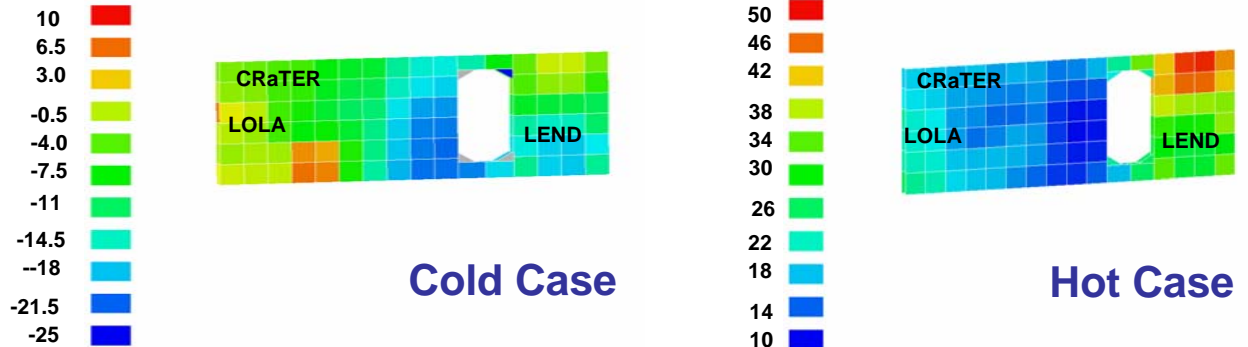 10
6.5
3.0
-0.5
-4.0
-7.5
-11
-14.5
--18
-21.5
-25
CRaTER
LOLA
LEND
Cold Case
50
46
42
38
34
30
26
22
18
14
10
CRaTER
LOLA
LEND
Hot Case